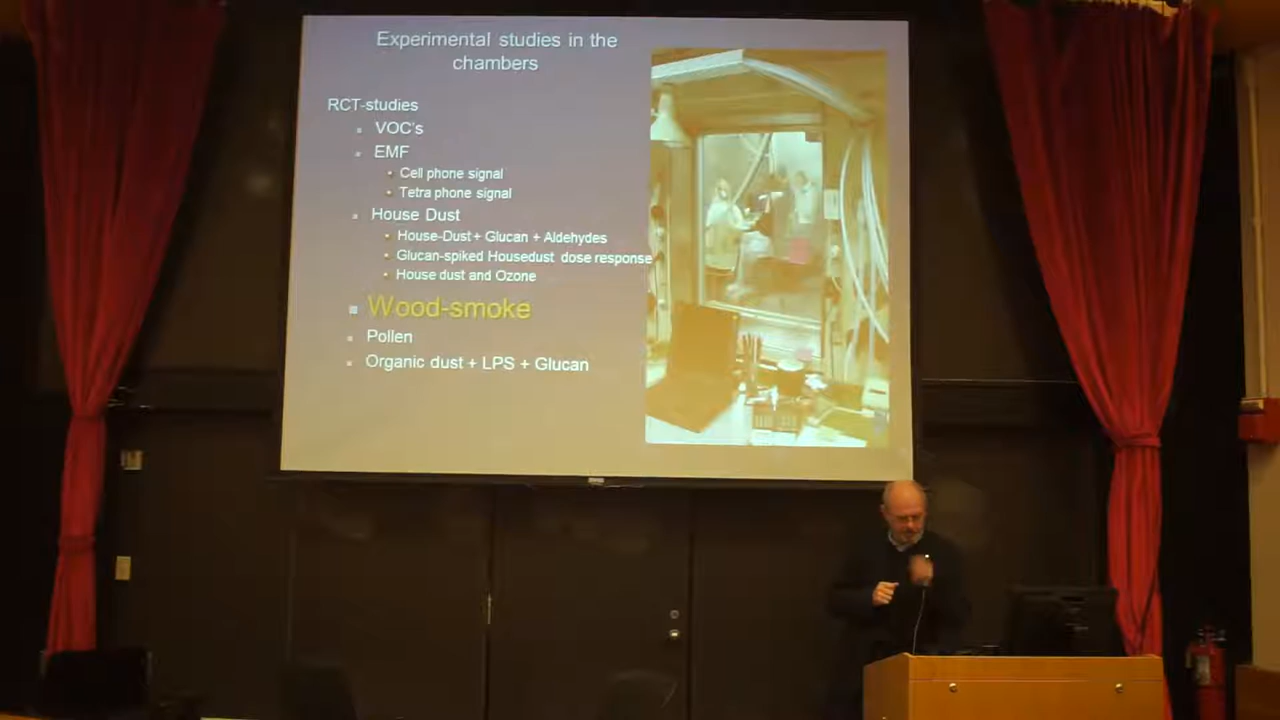 Experimental studies in the
chambers
RCT-studies
VOC's
EMF
Cell phone signal
Tetra phone signal
House Dust
House-Dust + Glucan + Aldehydes
Glucan-spiked Housedust dose response
House dust and Ozone
Wood-smoke
Pollen
Organic dust + LPS + Glucan